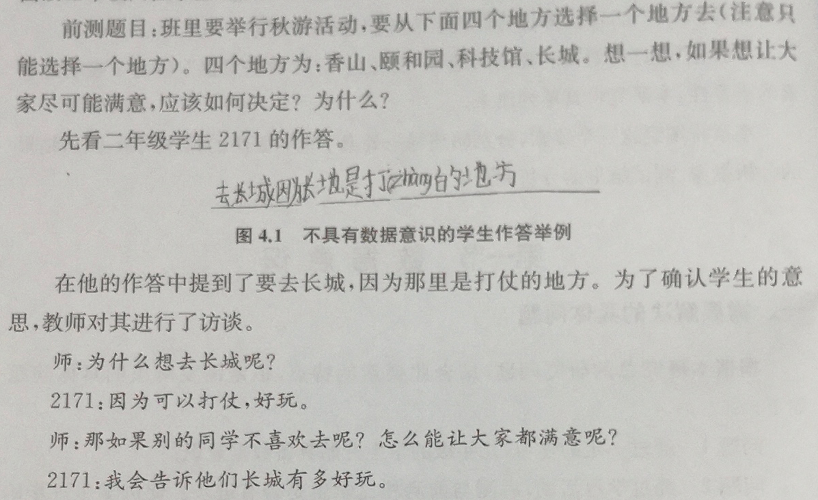 前测题目:班里要举行秋游活动,要从下面四个地方选择一个地方去(注意只
能选择一个地方)。四个地方为:香山、颐和园、科技馆、长城。想一想,如果想让大
家尽可能满意,应该如何决定?为什么?
先看二年级学生2171的作答。
去长城因为长地是打zhang的的地方
图4.1 不具有数据意识的学生作答举例
在他的作答中提到了要去长城,因为那里是打仗的地方。为了确认学生的意
思,教师对其进行了访谈。
师:为什么想去长城呢?
2171:因为可以打仗,好玩。
师:那如果别的同学不喜欢去呢?怎么能让大家都满意呢?
2171:我会告诉他们长城有多好玩。